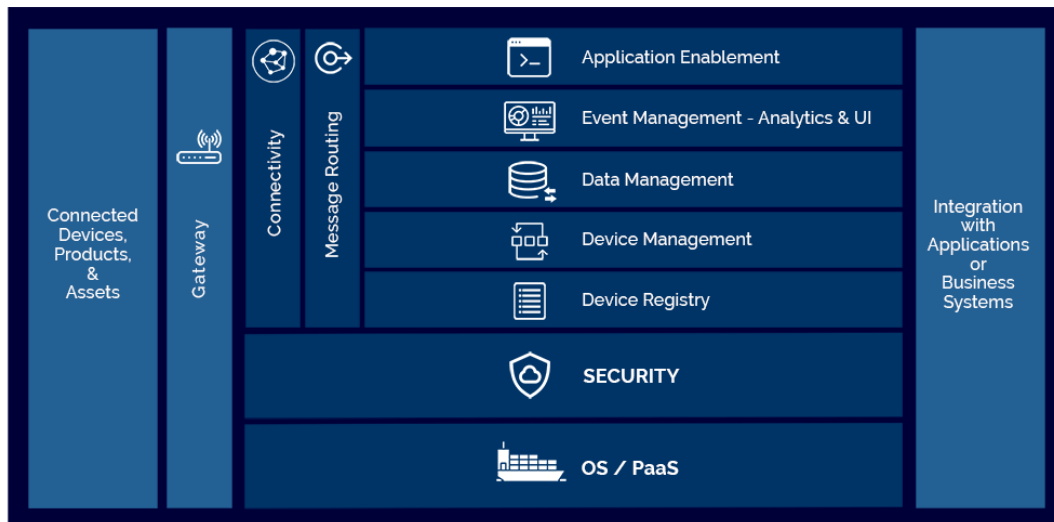 Connected
Devices,
Products,
&
Assets
Gateway
Connectivity
Message Routing
Application Enablement
Event Management - Analytics & UI
Data Management
Device Management
Device Registry
SECURITY
OS / PaaS
Integration
with
Applications
or
Business
Systems